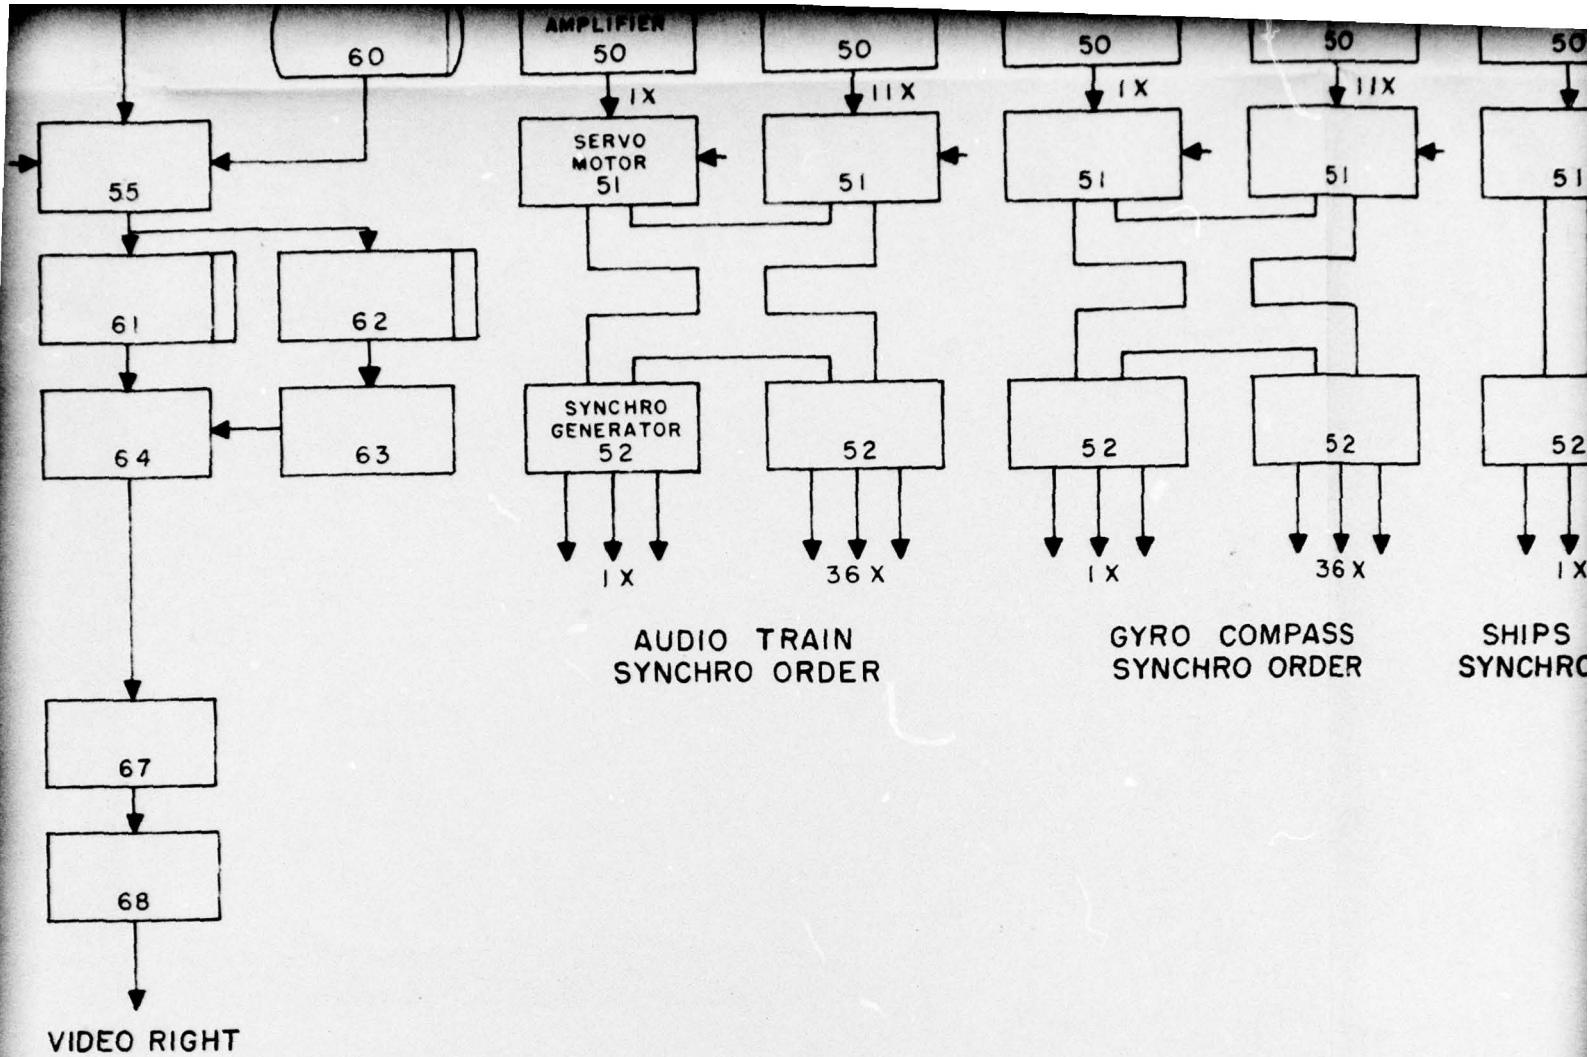 AMPLIFIER
60
50
50
50
50
50
1X
11X
1X
11X
SERVO
MOTOR
51
51
51
51
51
55
61
62
SYNCHRO
GENERATOR
52
52
52
52
52
64
63
1X
36X
1X
36X
1X
AUDIO TRAIN
SYNCHRO ORDER
GYRO COMPASS
SYNCHRO ORDER
SHIPS
SYNCHRO
67
68
VIDEO RIGHT